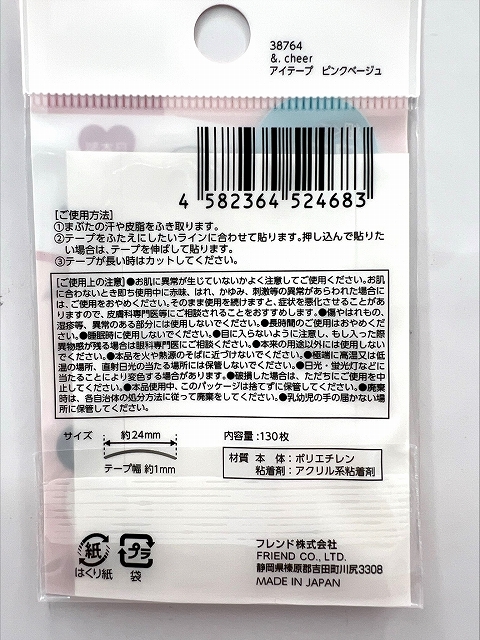 38764
&. cheer
アイテープ ピンクベージュ
4 582364 524683
[ご使用方法]
①まぶたの汗や皮脂をふき取ります。
②テープをふたえにしたいラインに合わせて貼ります。押し込んで貼りた
い場合は、テープを伸ばして貼ります。
③テープが長い時はカットしてください。
[ご使用上の注意]●お肌に異常が生じていないかよく注意してご使用ください。お肌
に合わないとき即ち使用中に赤味、はれ、かゆみ、刺激等の異常があらわれた場合に
は、ご使用をおやめください。そのまま使用を続けますと、症状を悪化させることがあ
りますので、皮膚科専門医等にご相談されることをおすすめします。●傷やはれもの、
湿疹等、異常のある部分には使用しないでください。●長時間のご使用はおやめくだ
さい。●睡眠時に使用しないでください。●目に入らないように注意し、もし入った際
異物感が残る場合は眼科専門医にご相談ください。●本来の用途以外には使用しない
でください。●本品を火や熱源のそばに近づけないでください。●極端に高温又は低
温の場所、直射日光の当たる場所には保管しないでください。●日光・蛍光灯などに
当たることにより変色する場合があります。●破損した場合は、ただちにご使用を中
止してください。●本品使用中、このパッケージは捨てずに保管してください。●廃棄
時は、各自治体の処分方法に従って廃棄をしてください。●乳幼児の手の届かない場
所に保管してください。
サイズ 約24mm 内容量:130枚
テープ幅 約1mm
材質 本 体:ポリエチレン
粘着剤:アクリル系粘着剤
紙 プラ
はくり紙 袋
フレンド株式会社
FRIEND CO., LTD.
静岡県榛原郡吉田町川尻3308
MADE IN JAPAN